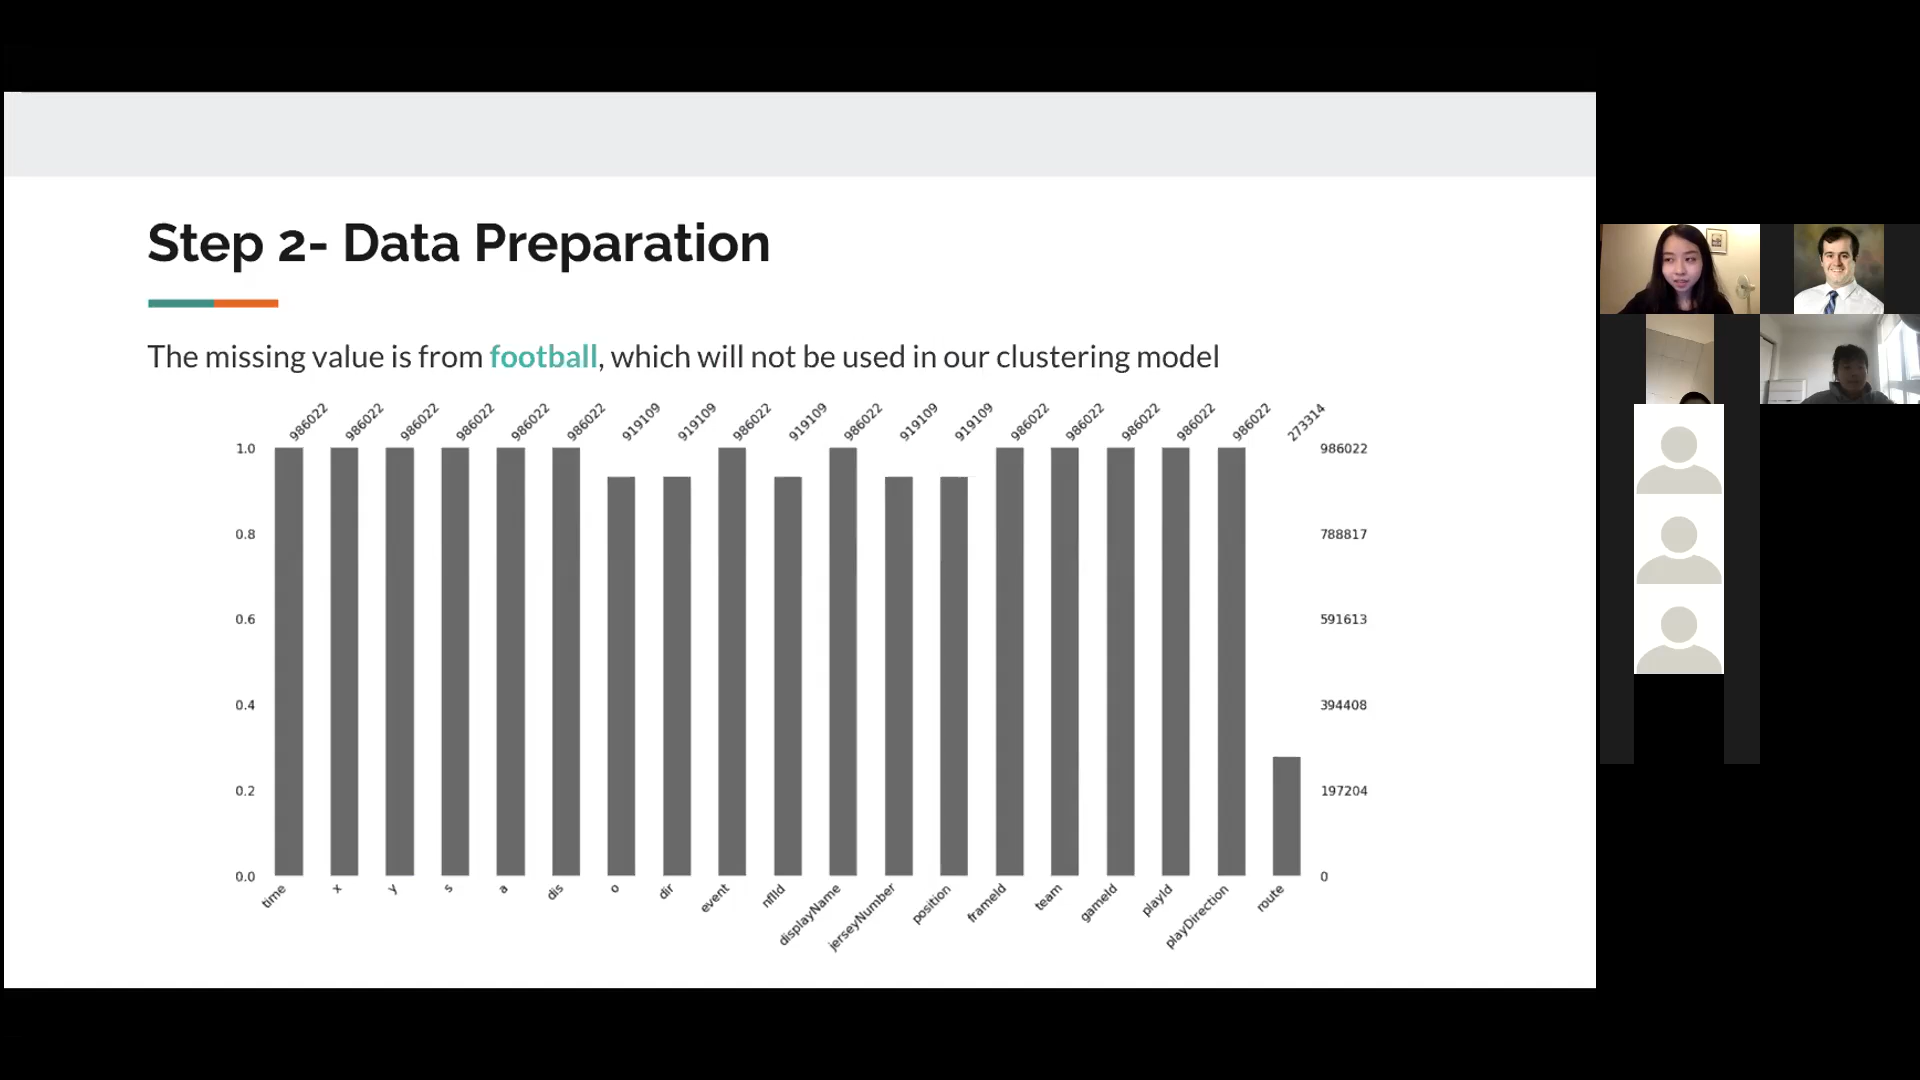 Step 2- Data Preparation
The missing value is from football, which will not be used in our clustering model
986022 986022 986022 986022 986022 986022 919109 919109 986022 919109 986022 919109 919109 986022 986022 986022 986022 986022 273314
1.0 986022
0.8 788817
0.6 591613
0.4 394408
0.2 197204
0.0 0
time x y s a dis o dir event nflId displayName jerseyNumber position frameId team gameId playId playDirection route